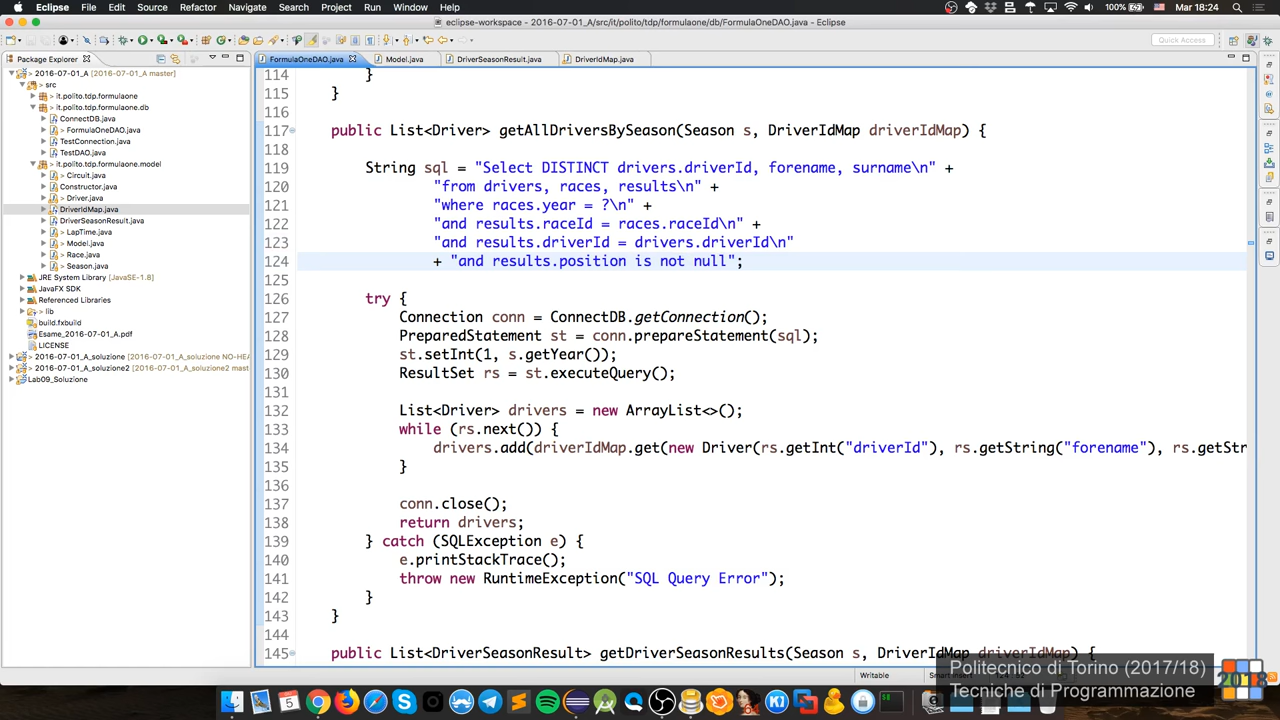 Eclipse File Edit Source Refactor Navigate Search Project Run Window Help 100% Mar 18:24
eclipse-workspace - 2016-07-01_A/src/it/polito/tdp/formulaone/db/FormulaOneDAO.java - Eclipse
Quick Access
Package Explorer
FormulaOneDAO.java Model.java DriverSeasonResult.java DriverIdMap.java
> 2016-07-01_A [2016-07-01_A master]
> src
> it.polito.tdp.formulaone
> it.polito.tdp.formulaone.db
ConnectDB.java
> FormulaOneDAO.java
TestConnection.java
TestDAO.java
> it.polito.tdp.formulaone.model
> Circuit.java
Constructor.java
> Driver.java
DriverIdMap.java
DriverSeasonResult.java
> LapTime.java
> Model.java
> Race.java
> Season.java
JRE System Library [JavaSE-1.8]
JavaFX SDK
Referenced Libraries
> lib
build.fxbuild
Esame_2016-07-01_A.pdf
LICENSE
> 2016-07-01_A_soluzione [2016-07-01_A_soluzione NO-HEA
> 2016-07-01_A_soluzione2 [2016-07-01_A_soluzione2 mast
Lab09_Soluzione
114 }
115 }
116
117 public List<Driver> getAllDriversBySeason(Season s, DriverIdMap driverIdMap) {
118
119 String sql = "Select DISTINCT drivers.driverId, forename, surname\n" +
120 "from drivers, races, results\n" +
121 "where races.year = ?\n" +
122 "and results.raceId = races.raceId\n" +
123 "and results.driverId = drivers.driverId\n"
124 + "and results.position is not null";
125
126 try {
127 Connection conn = ConnectDB.getConnection();
128 PreparedStatement st = conn.prepareStatement(sql);
129 st.setInt(1, s.getYear());
130 ResultSet rs = st.executeQuery();
131
132 List<Driver> drivers = new ArrayList<>();
133 while (rs.next()) {
134 drivers.add(driverIdMap.get(new Driver(rs.getInt("driverId"), rs.getString("forename"), rs.getStr
135 }
136
137 conn.close();
138 return drivers;
139 } catch (SQLException e) {
140 e.printStackTrace();
141 throw new RuntimeException("SQL Query Error");
142 }
143 }
144
145 public List<DriverSeasonResult> getDriverSeasonResults(Season s, DriverIdMap driverIdMap) {
Writable
Politecnico di Torino (2017/18)
Tecniche di Programmazione
2018